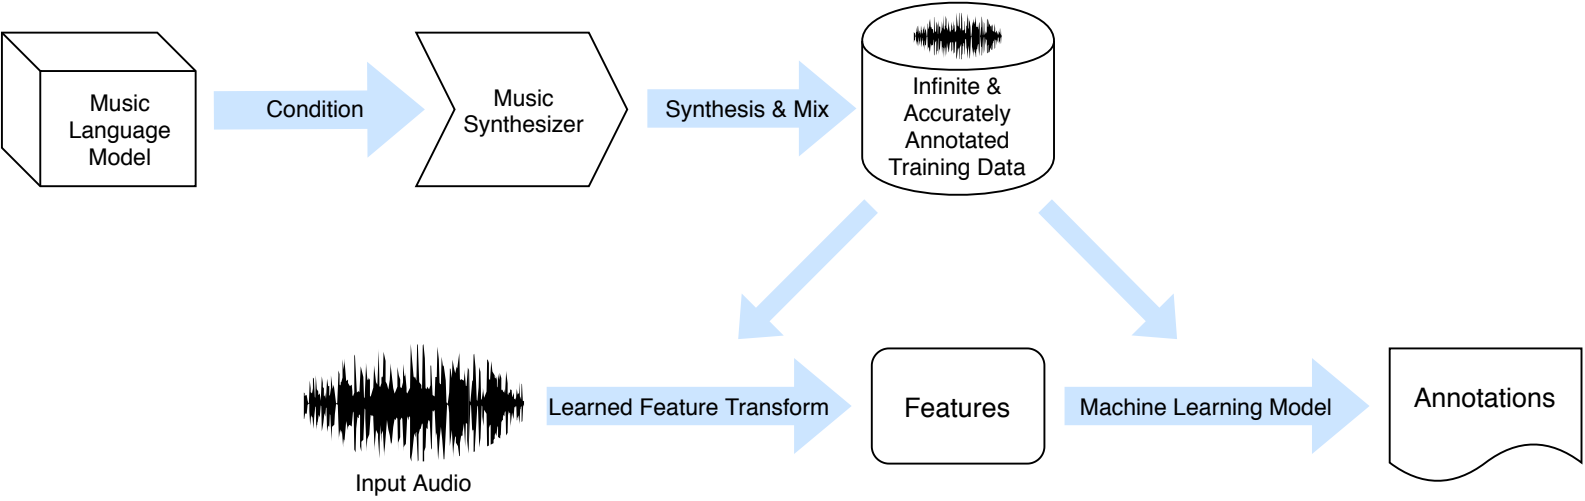 Music
Language
Model
Condition
Music
Synthesizer
Synthesis & Mix
Infinite &
Accurately
Annotated
Training Data
Input Audio
Learned Feature Transform
Features
Machine Learning Model
Annotations